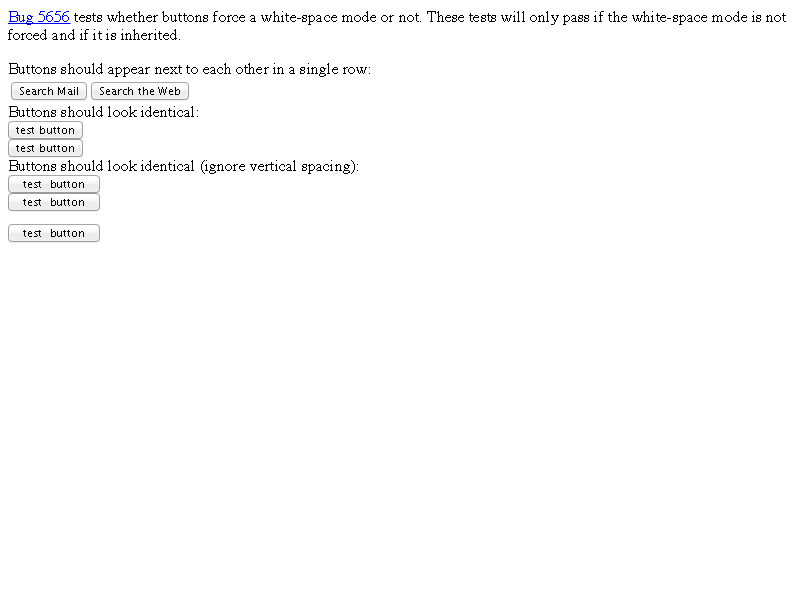 Bug 5656 tests whether buttons force a white-space mode or not. These tests will only pass if the white-space mode is not
forced and if it is inherited.
Buttons should appear next to each other in a single row:
Search Mail Search the Web
Buttons should look identical:
test button
test button
Buttons should look identical (ignore vertical spacing):
test  button
test  button
test  button